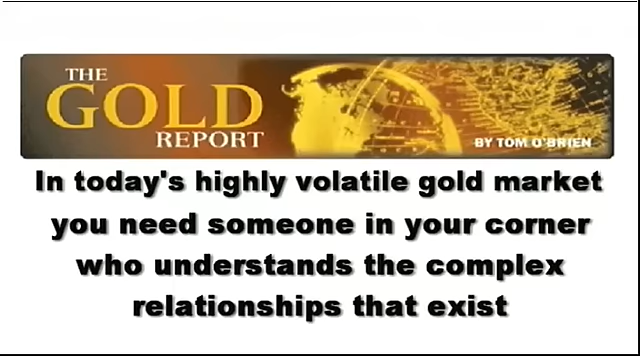 THE
GOLD
REPORT
BY TOM O'BRIEN
In today's highly volatile gold market
you need someone in your corner
who understands the complex
relationships that exist